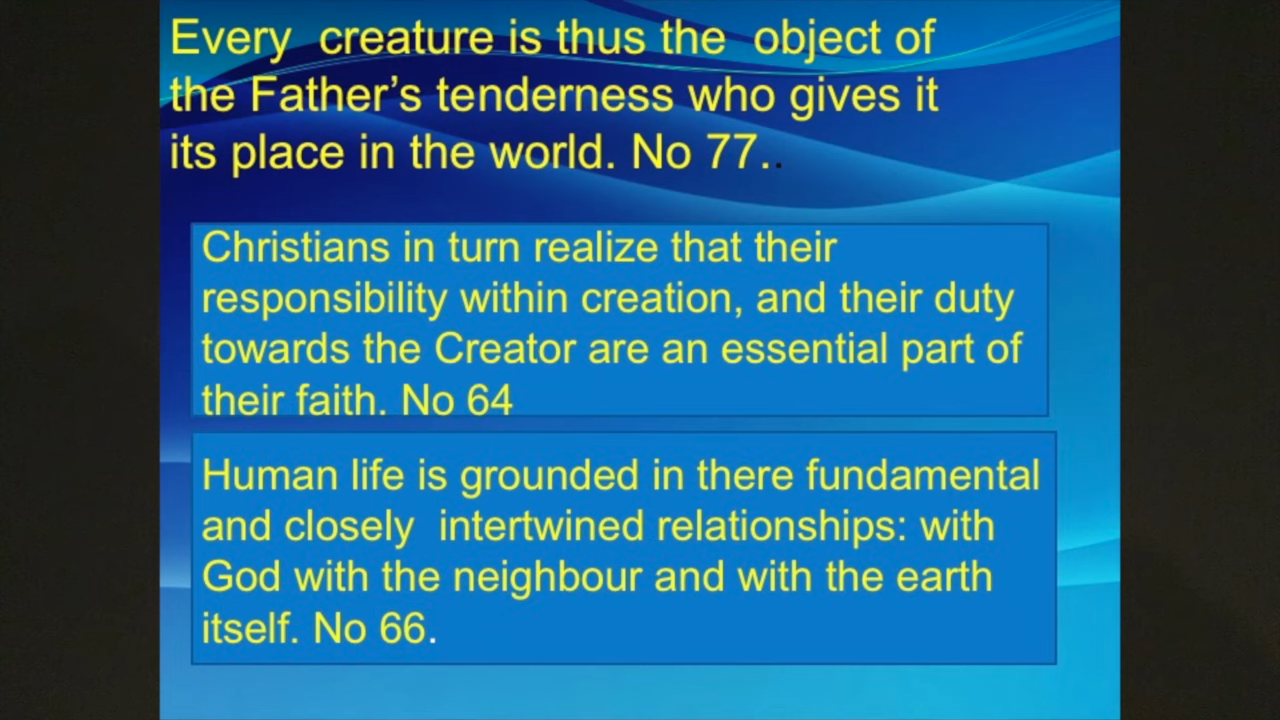 Every creature is thus the object of
the Father’s tenderness who gives it
its place in the world. No 77..
Christians in turn realize that their
responsibility within creation, and their duty
towards the Creator are an essential part of
their faith. No 64
Human life is grounded in there fundamental
and closely intertwined relationships: with
God with the neighbour and with the earth
itself. No 66.